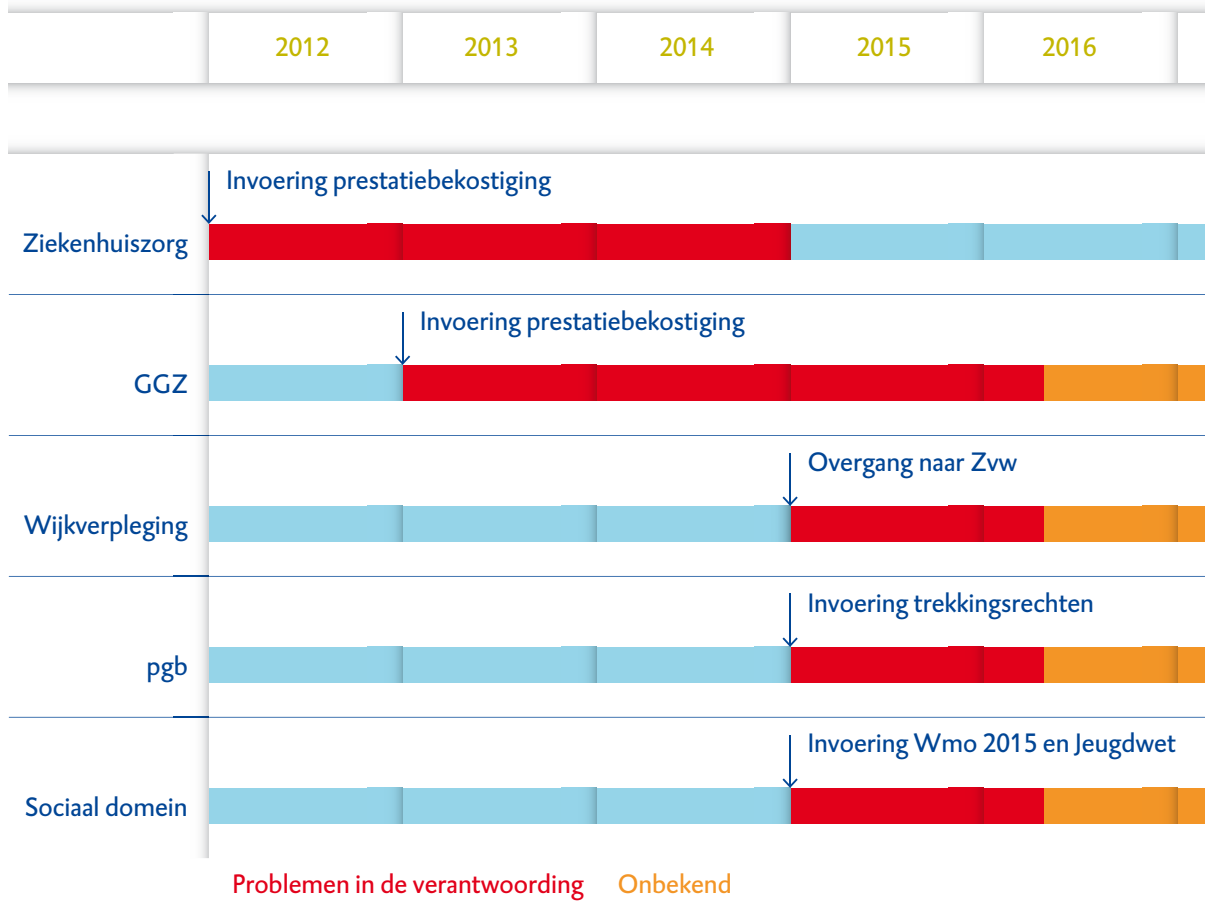 2012 2013 2014 2015 2016
Invoering prestatiebekostiging
Ziekenhuiszorg
Invoering prestatiebekostiging
GGZ
Overgang naar Zvw
Wijkverpleging
Invoering trekkingsrechten
pgb
Invoering Wmo 2015 en Jeugdwet
Sociaal domein
Problemen in de verantwoording Onbekend